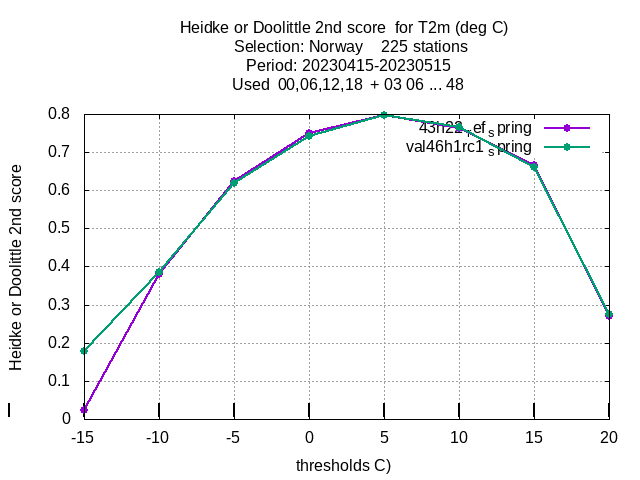 Heidke or Doolittle 2nd score  for T2m (deg C)
Selection: Norway    225 stations
Period: 20230415-20230515
Used  00,06,12,18  + 03 06 ... 48
43h22_ref_spring
val46h1rc1_spring
Heidke or Doolittle 2nd score
0.8
0.7
0.6
0.5
0.4
0.3
0.2
0.1
0
-15 -10 -5 0 5 10 15 20
thresholds C)